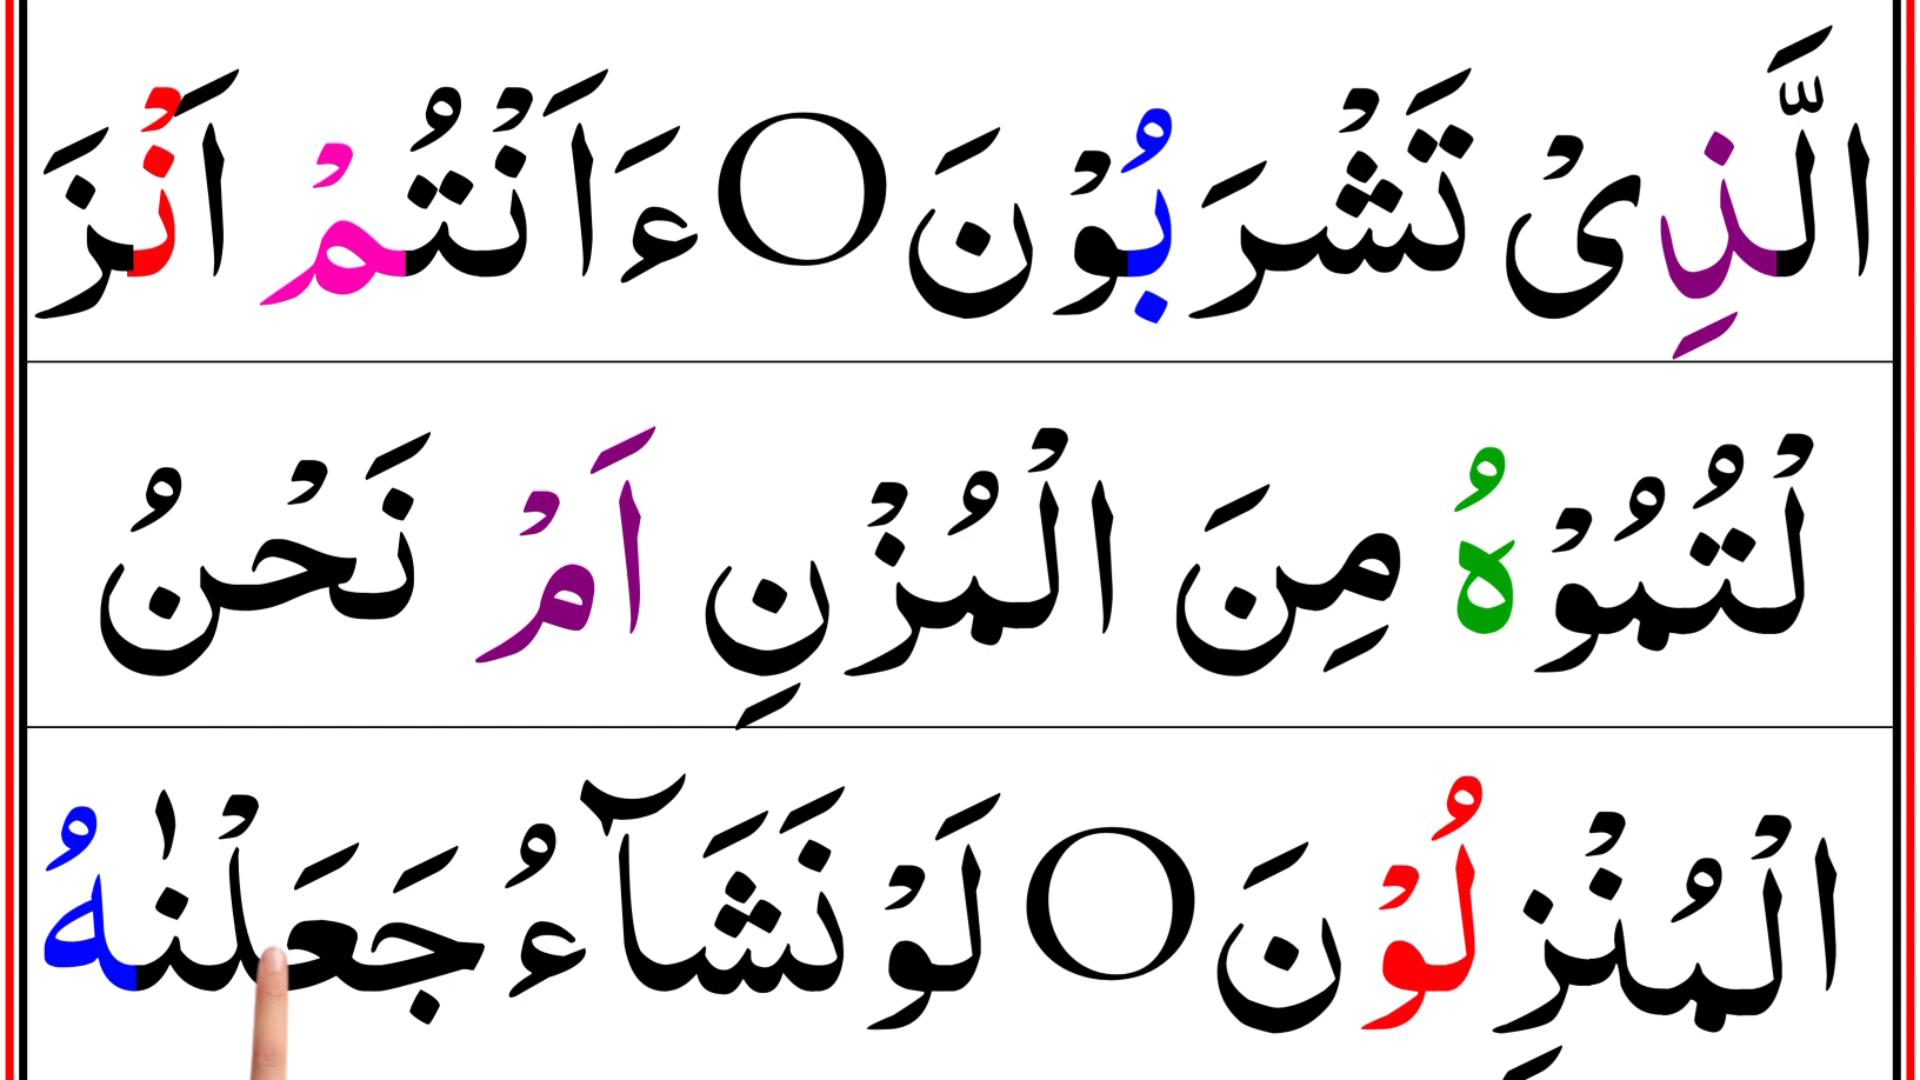 الَّذِیْ تَشْرَبُوْنَ○ءَاَنْتُمْ اَنْزَ
لْتُمُوْهُ مِنَ الْمُزْنِ اَمْ نَحْنُ
الْمُنْزِلُوْنَ○لَوْنَشَآءُ جَعَلْنٰهُ